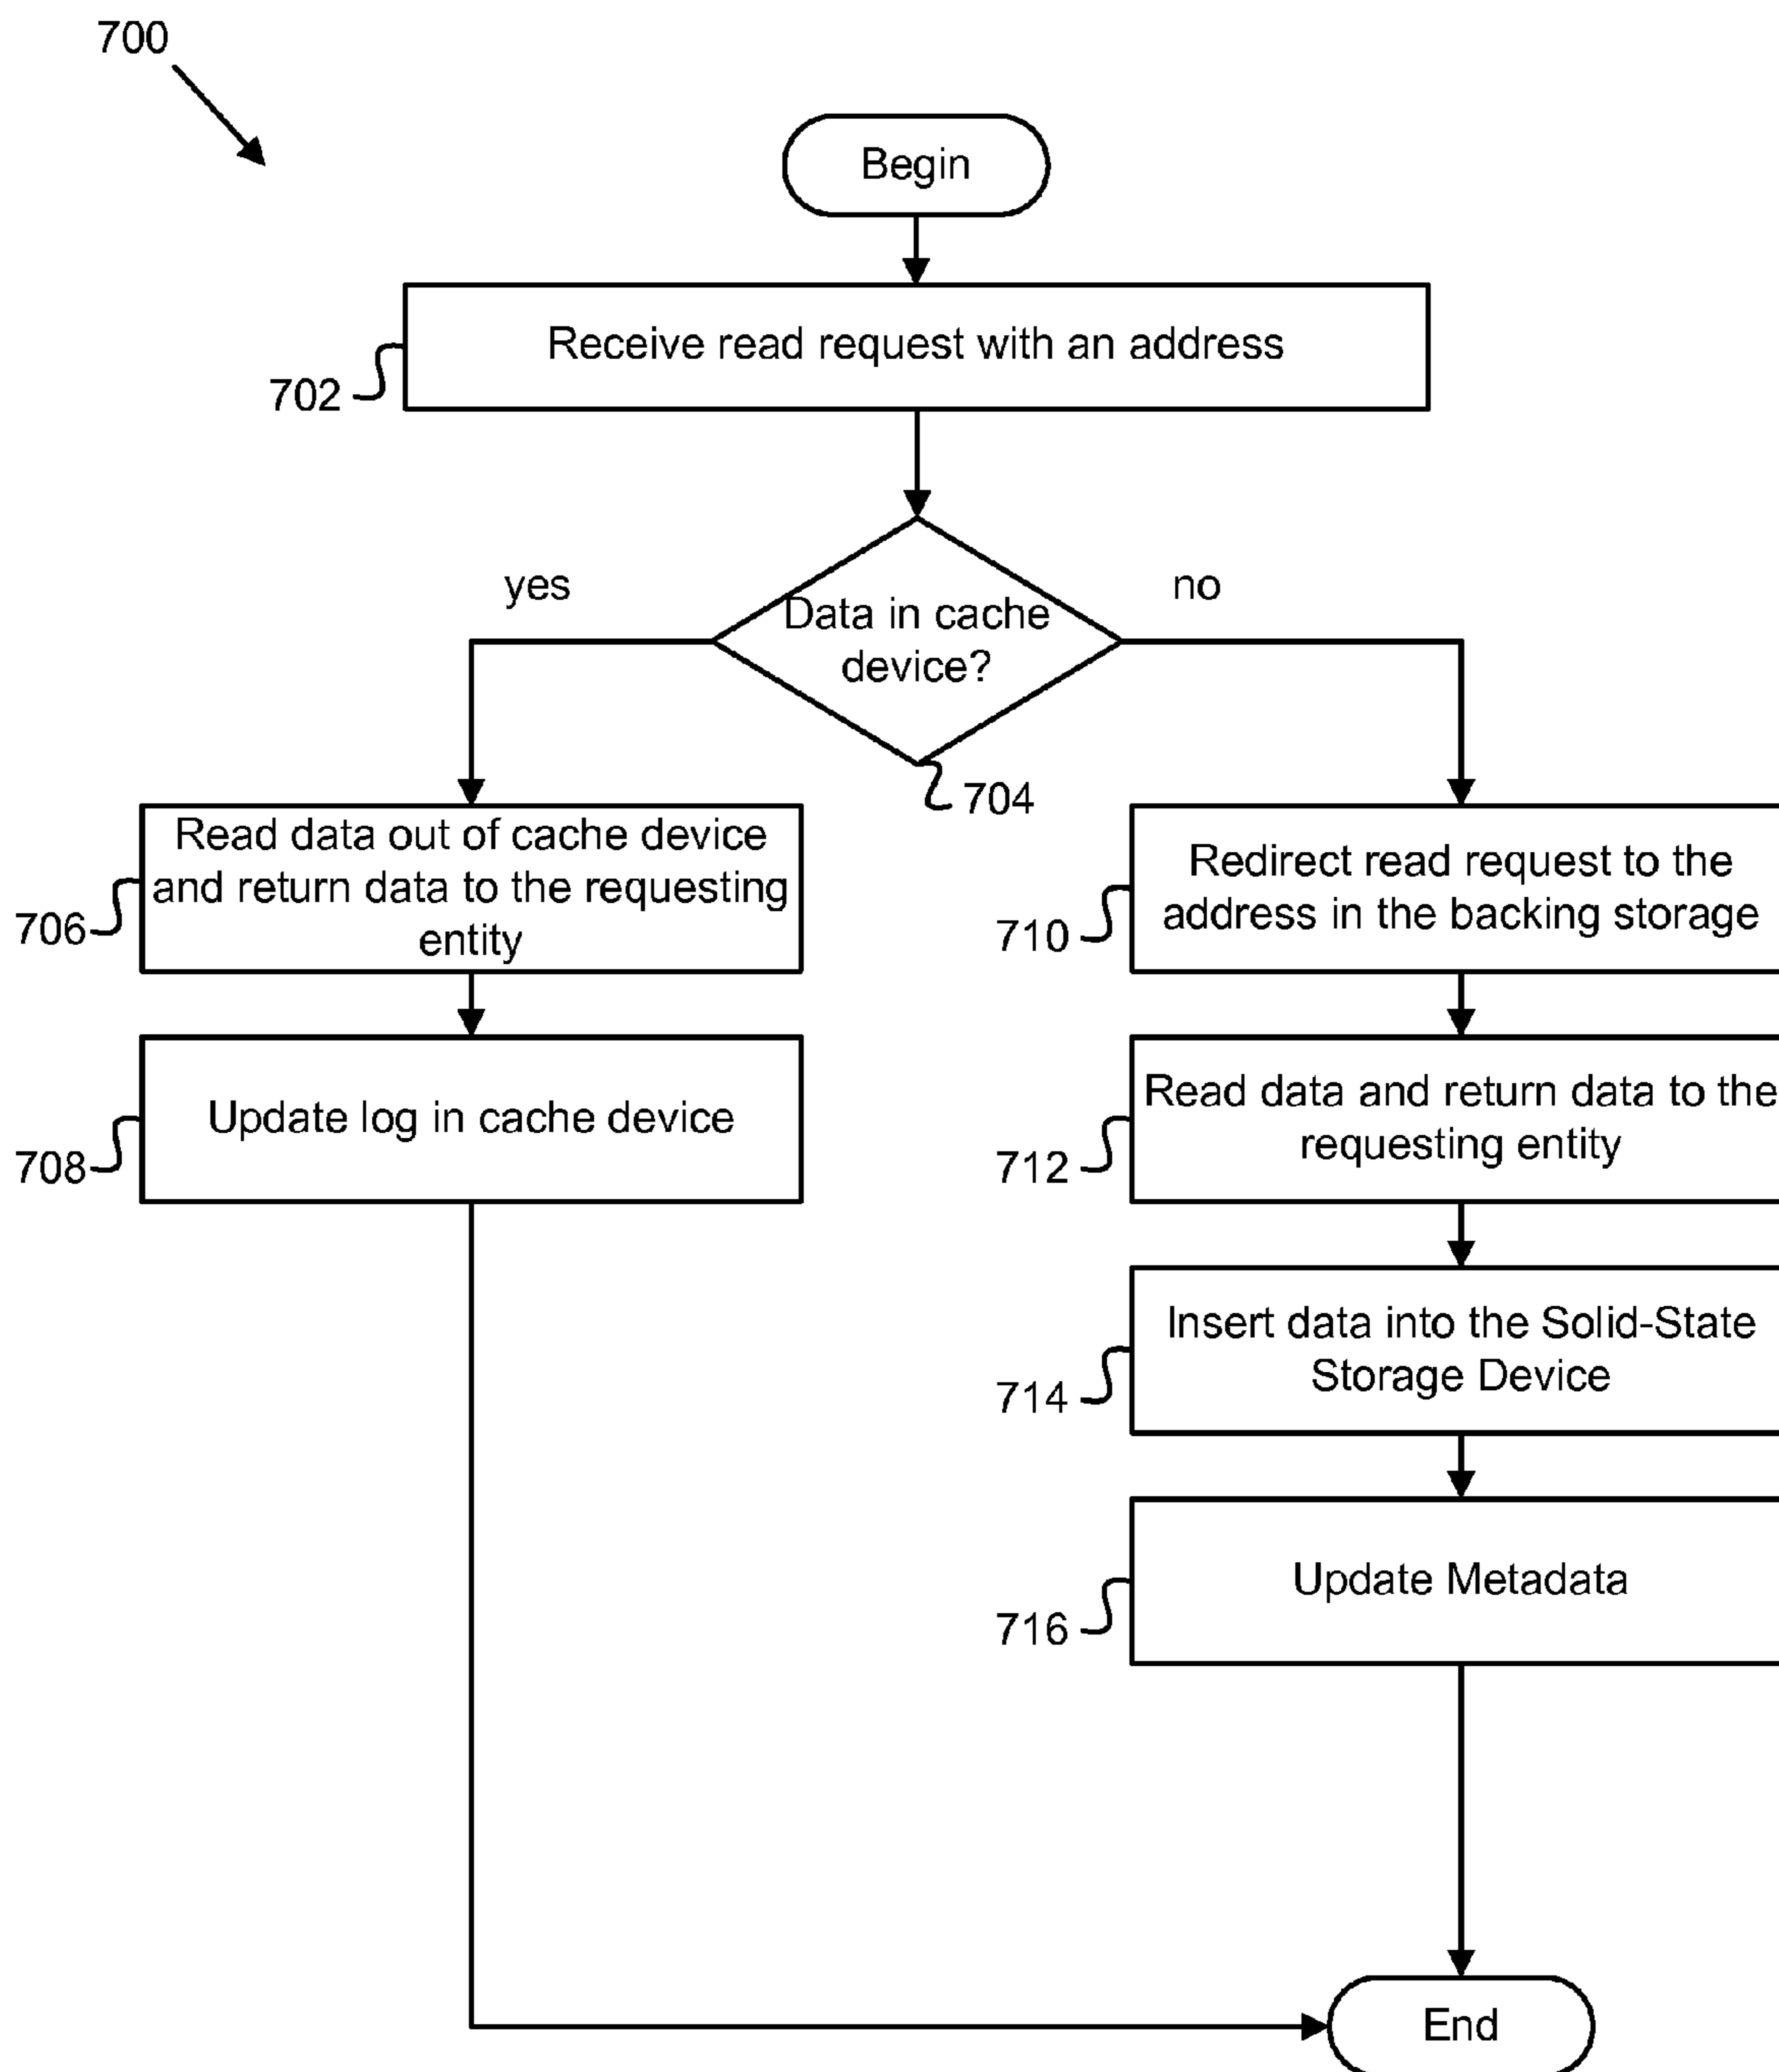 700
Begin
Receive read request with an address
702
yes
no
Data in cache
device?
704
Read data out of cache device
and return data to the requesting
entity
706
Redirect read request to the
address in the backing storage
710
Update log in cache device
708
Read data and return data to the
requesting entity
712
Insert data into the Solid-State
Storage Device
714
Update Metadata
716
End